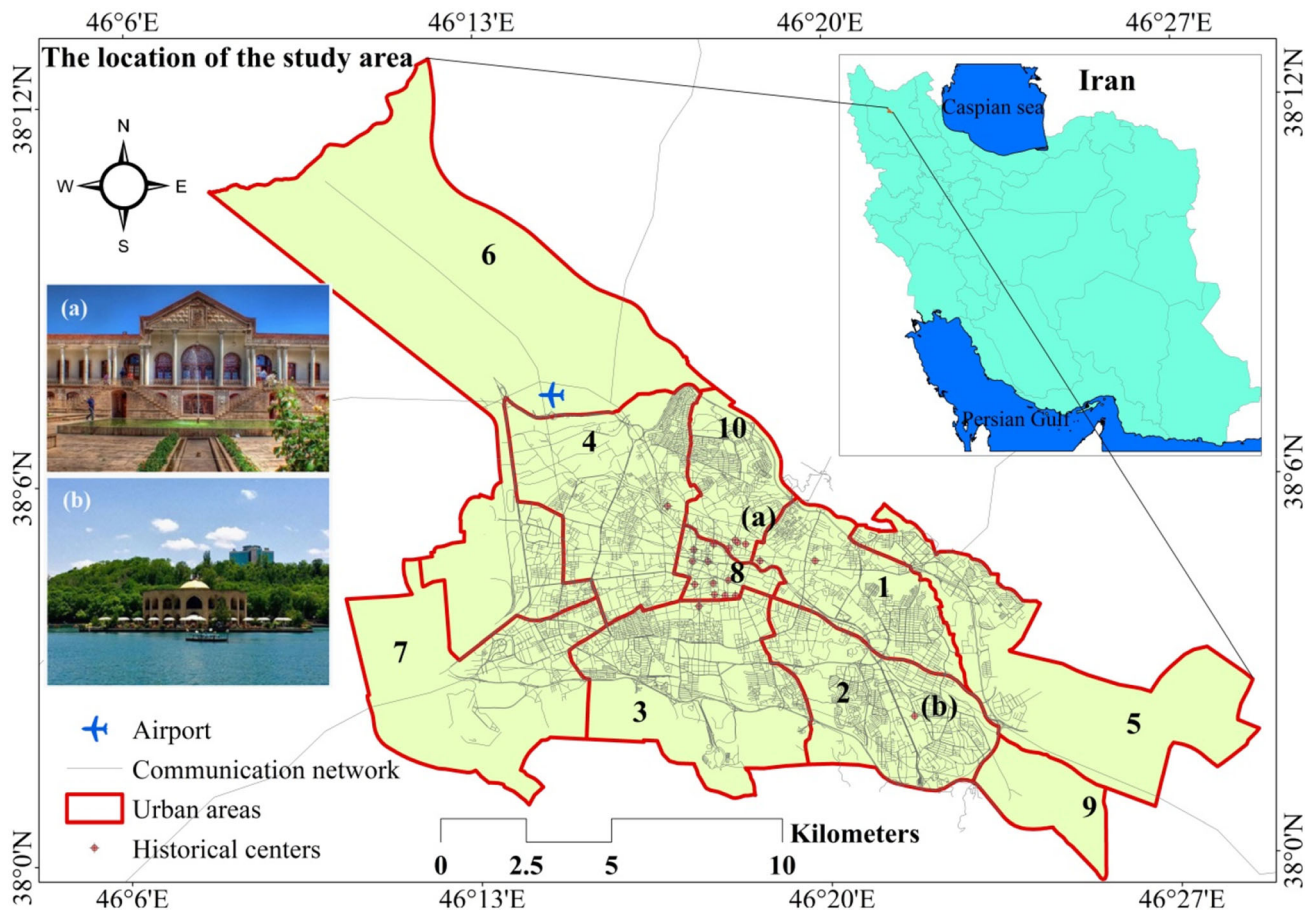 46°6'E 46°13'E 46°20'E 46°27'E
The location of the study area
Iran
Caspian sea
Persian Gulf
38°12'N
38°12'N
N
W E
S
6
(a)
4
10
38°6'N
38°6'N
(b)
(a)
8
1
7
2
(b)
3
5
9
Airport
Communication network
Urban areas
Historical centers
Kilometers
0 2.5 5 10
38°0'N
38°0'N
46°6'E 46°13'E 46°20'E 46°27'E